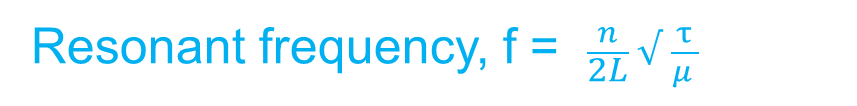 Resonant frequency, f = n/2L √ τ/μ